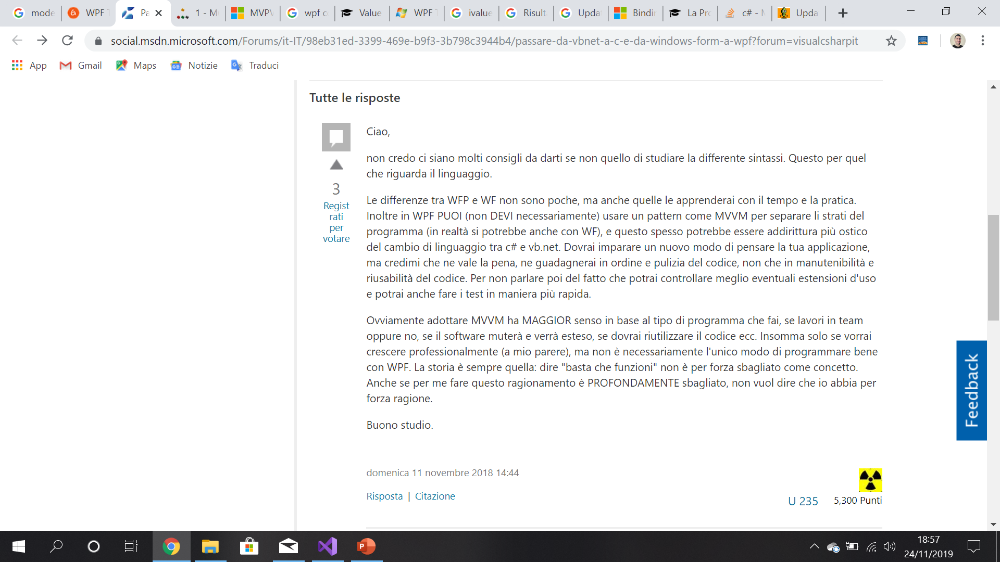 mode
WPF T
Pa
1 - M
MVPV
wpf c
Value
WPF T
ivalue
Risult
Updat
Bindin
La Pro
c# - M
Upda
social.msdn.microsoft.com/Forums/it-IT/98eb31ed-3399-469e-b9f3-3b798c3944b4/passare-da-vbnet-a-c-e-da-windows-form-a-wpf?forum=visualcsharpit
App Gmail Maps Notizie Traduci
Tutte le risposte
3
Regist
rati
per
votare
Ciao,
non credo ci siano molti consigli da darti se non quello di studiare la differente sintassi. Questo per quel
che riguarda il linguaggio.
Le differenze tra WFP e WF non sono poche, ma anche quelle le apprenderai con il tempo e la pratica.
Inoltre in WPF PUOI (non DEVI necessariamente) usare un pattern come MVVM per separare li strati del
programma (in realtà si potrebbe anche con WF), e questo spesso potrebbe essere addirittura più ostico
del cambio di linguaggio tra c# e vb.net. Dovrai imparare un nuovo modo di pensare la tua applicazione,
ma credimi che ne vale la pena, ne guadagnerai in ordine e pulizia del codice, non che in manutenibilità e
riusabilità del codice. Per non parlare poi del fatto che potrai controllare meglio eventuali estensioni d'uso
e potrai anche fare i test in maniera più rapida.
Ovviamente adottare MVVM ha MAGGIOR senso in base al tipo di programma che fai, se lavori in team
oppure no, se il software muterà e verrà esteso, se dovrai riutilizzare il codice ecc. Insomma solo se vorrai
crescere professionalmente (a mio parere), ma non è necessariamente l'unico modo di programmare bene
con WPF. La storia è sempre quella: dire "basta che funzioni" non è per forza sbagliato come concetto.
Anche se per me fare questo ragionamento è PROFONDAMENTE sbagliato, non vuol dire che io abbia per
forza ragione.
Buono studio.
domenica 11 novembre 2018 14:44
Risposta | Citazione
U 235
5,300 Punti
Feedback
18:57
24/11/2019